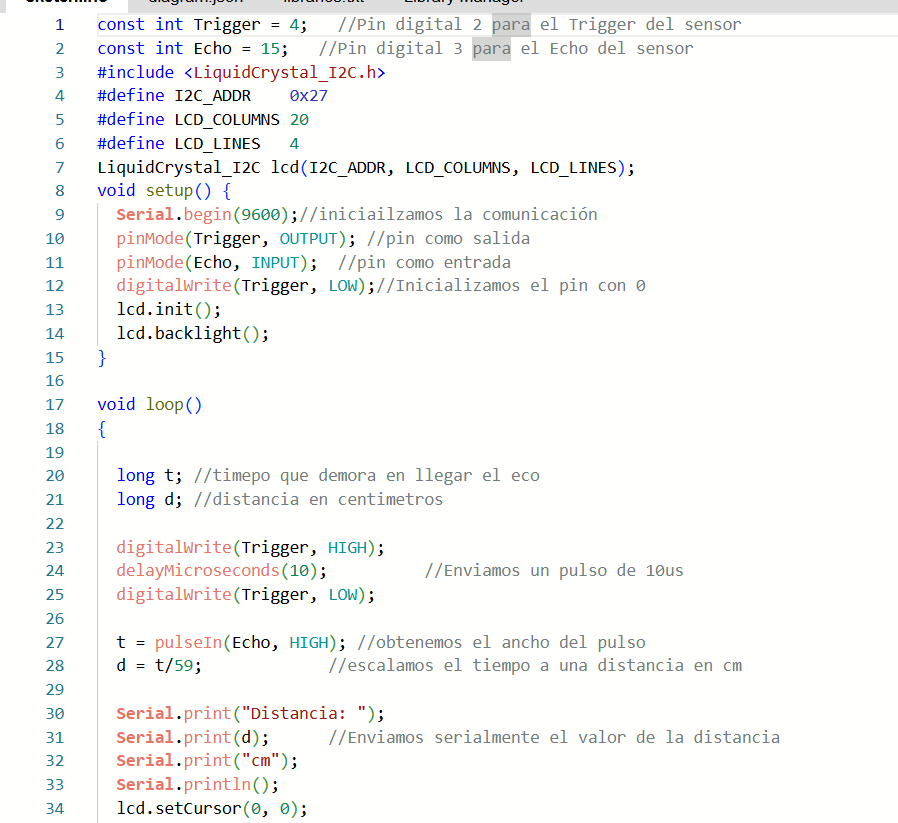 sketch.ino diagram.json libraries.txt Library Manager
1 const int Trigger = 4;   //Pin digital 2 para el Trigger del sensor
2 const int Echo = 15;   //Pin digital 3 para el Echo del sensor
3 #include <LiquidCrystal_I2C.h>
4 #define I2C_ADDR    0x27
5 #define LCD_COLUMNS 20
6 #define LCD_LINES   4
7 LiquidCrystal_I2C lcd(I2C_ADDR, LCD_COLUMNS, LCD_LINES);
8 void setup() {
9   Serial.begin(9600);//iniciailzamos la comunicación
10   pinMode(Trigger, OUTPUT); //pin como salida
11   pinMode(Echo, INPUT);  //pin como entrada
12   digitalWrite(Trigger, LOW);//Inicializamos el pin con 0
13   lcd.init();
14   lcd.backlight();
15 }
16
17 void loop()
18 {
19
20   long t; //timepo que demora en llegar el eco
21   long d; //distancia en centimetros
22
23   digitalWrite(Trigger, HIGH);
24   delayMicroseconds(10);          //Enviamos un pulso de 10us
25   digitalWrite(Trigger, LOW);
26
27   t = pulseIn(Echo, HIGH); //obtenemos el ancho del pulso
28   d = t/59;             //escalamos el tiempo a una distancia en cm
29
30   Serial.print("Distancia: ");
31   Serial.print(d);      //Enviamos serialmente el valor de la distancia
32   Serial.print("cm");
33   Serial.println();
34   lcd.setCursor(0, 0);